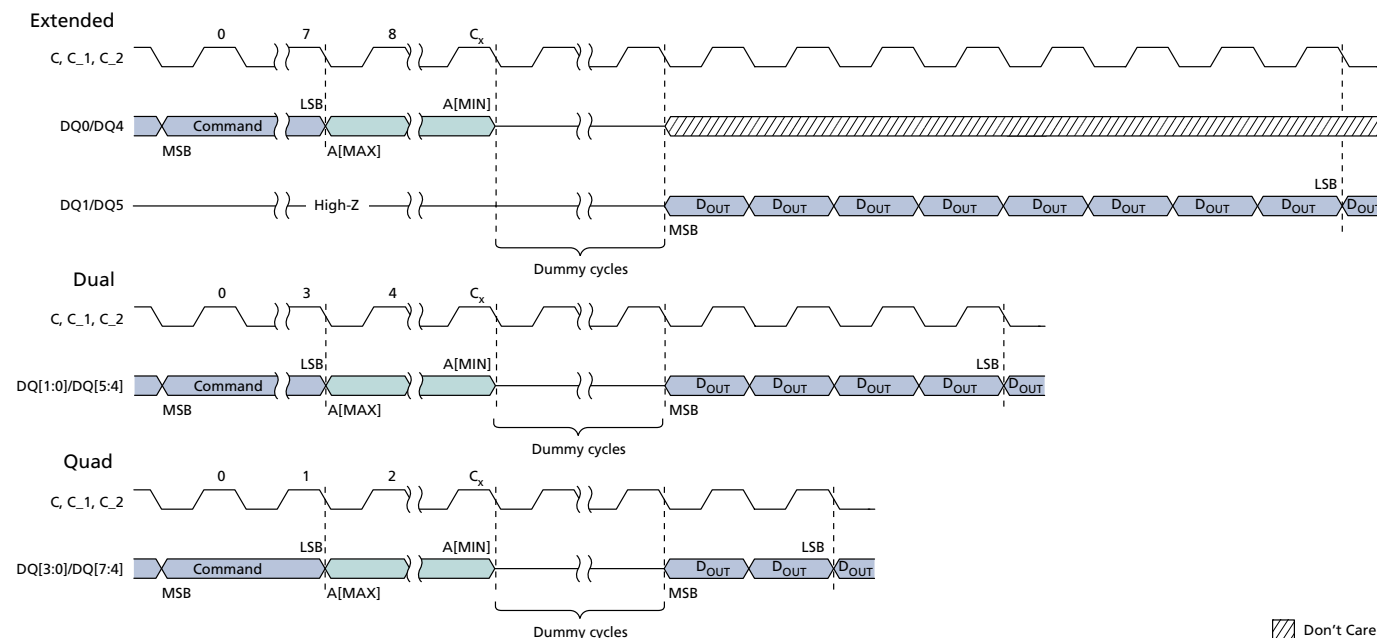 Extended
0 7 8 Cx
C, C_1, C_2
LSB A[MIN]
DQ0/DQ4 Command
MSB A[MAX]
LSB
DQ1/DQ5 High-Z DOUT DOUT DOUT DOUT DOUT DOUT DOUT DOUT DOUT
MSB
Dummy cycles
Dual
0 3 4 Cx
C, C_1, C_2
LSB A[MIN] LSB
DQ[1:0]/DQ[5:4] Command DOUT DOUT DOUT DOUT DOUT
MSB A[MAX] MSB
Dummy cycles
Quad
0 1 2 Cx
C, C_1, C_2
LSB A[MIN] LSB
DQ[3:0]/DQ[7:4] Command DOUT DOUT DOUT
MSB A[MAX] MSB
Dummy cycles
Don't Care